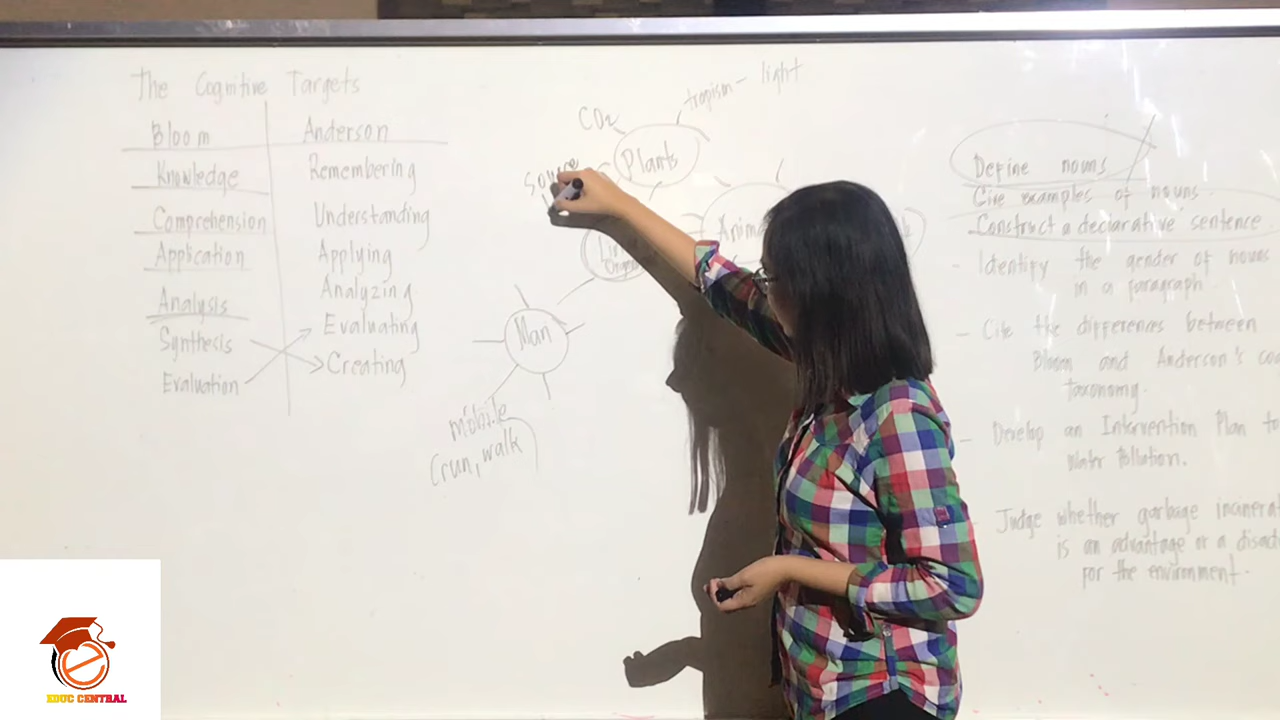 The Cognitive Targets
Bloom Anderson
Knowledge Remembering
Comprehension Understanding
Application Applying
Analysis Analyzing
Synthesis Evaluating
Evaluation Creating
tropism - light
CO2
Plants
Source
Man
mobile
(run, walk
Define nouns
Give examples of nouns
Construct a declarative sentence
- Identify the gender of nouns
in a paragraph
- Cite the differences between
Bloom and Anderson's
taxonomy.
- Develop an Intervention Plan to
Water Pollution.
Judge whether garbage
is an advantage or a
for the environment.
EDUC CENTRAL